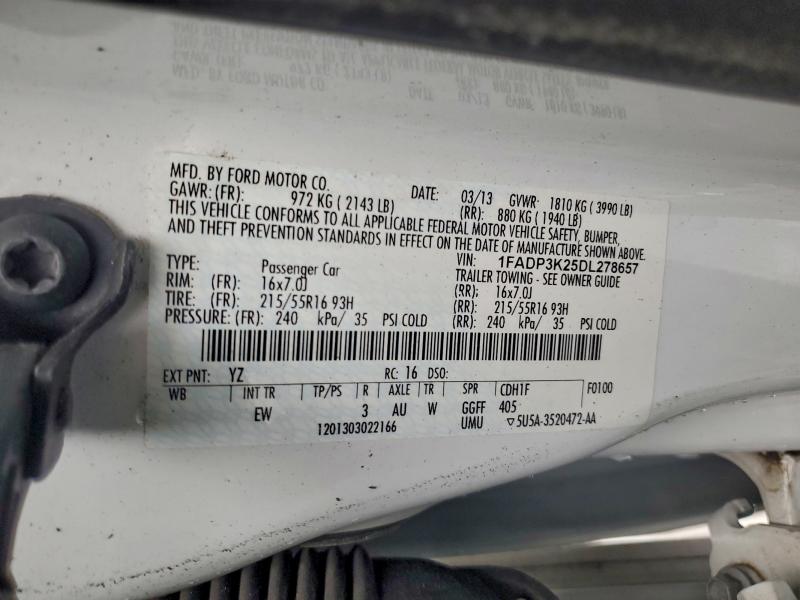 MFD. BY FORD MOTOR CO. DATE: 03/13 GVWR: 1810 KG ( 3990 LB)
GAWR:(FR): 972 KG ( 2143 LB) (RR): 880 KG ( 1940 LB)
THIS VEHICLE CONFORMS TO ALL APPLICABLE FEDERAL MOTOR VEHICLE SAFETY, BUMPER,
AND THEFT PREVENTION STANDARDS IN EFFECT ON THE DATE OF MANUFACTURE SHOWN ABOVE.
VIN: 1FADP3K25DL278657
TYPE: Passenger Car TRAILER TOWING - SEE OWNER GUIDE
RIM: (FR): 16x7.0J (RR): 16x7.0J
TIRE: (FR): 215/55R16 93H (RR): 215/55R16 93H
PRESSURE: (FR): 240 kPa/ 35 PSI COLD (RR): 240 kPa/ 35 PSI COLD
EXT PNT: YZ RC: 16 DSO:
WB INT TR TP/PS R AXLE TR SPR CDH1F F0100
EW 3 AU W GGFF 405
1201303022166 UMU ▽5U5A-3520472-AA